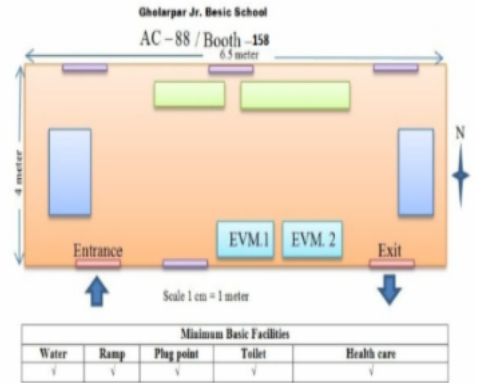 Gholarpar Jr. Besic School
AC – 88 / Booth –158
6.5 meter
4 meter
N
EVM.1 EVM. 2
Entrance Exit
Scale 1 cm = 1 meter
Minimum Basic Facilities
Water Ramp Plug point Toilet Health care
√ √ √ √ √